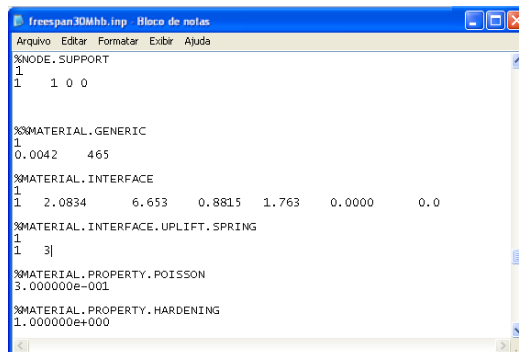 freespan30Mhb.inp - Bloco de notas
Arquivo Editar Formatar Exibir Ajuda
%NODE.SUPPORT
1
1 1 0 0
%%MATERIAL.GENERIC
1
0.0042 465
%MATERIAL.INTERFACE
1
1 2.0834 6.653 0.8815 1.763 0.0000 0.0
%MATERIAL.INTERFACE.UPLIFT.SPRING
1
1 3
%MATERIAL.PROPERTY.POISSON
3.000000e-001
%MATERIAL.PROPERTY.HARDENING
1.000000e+000